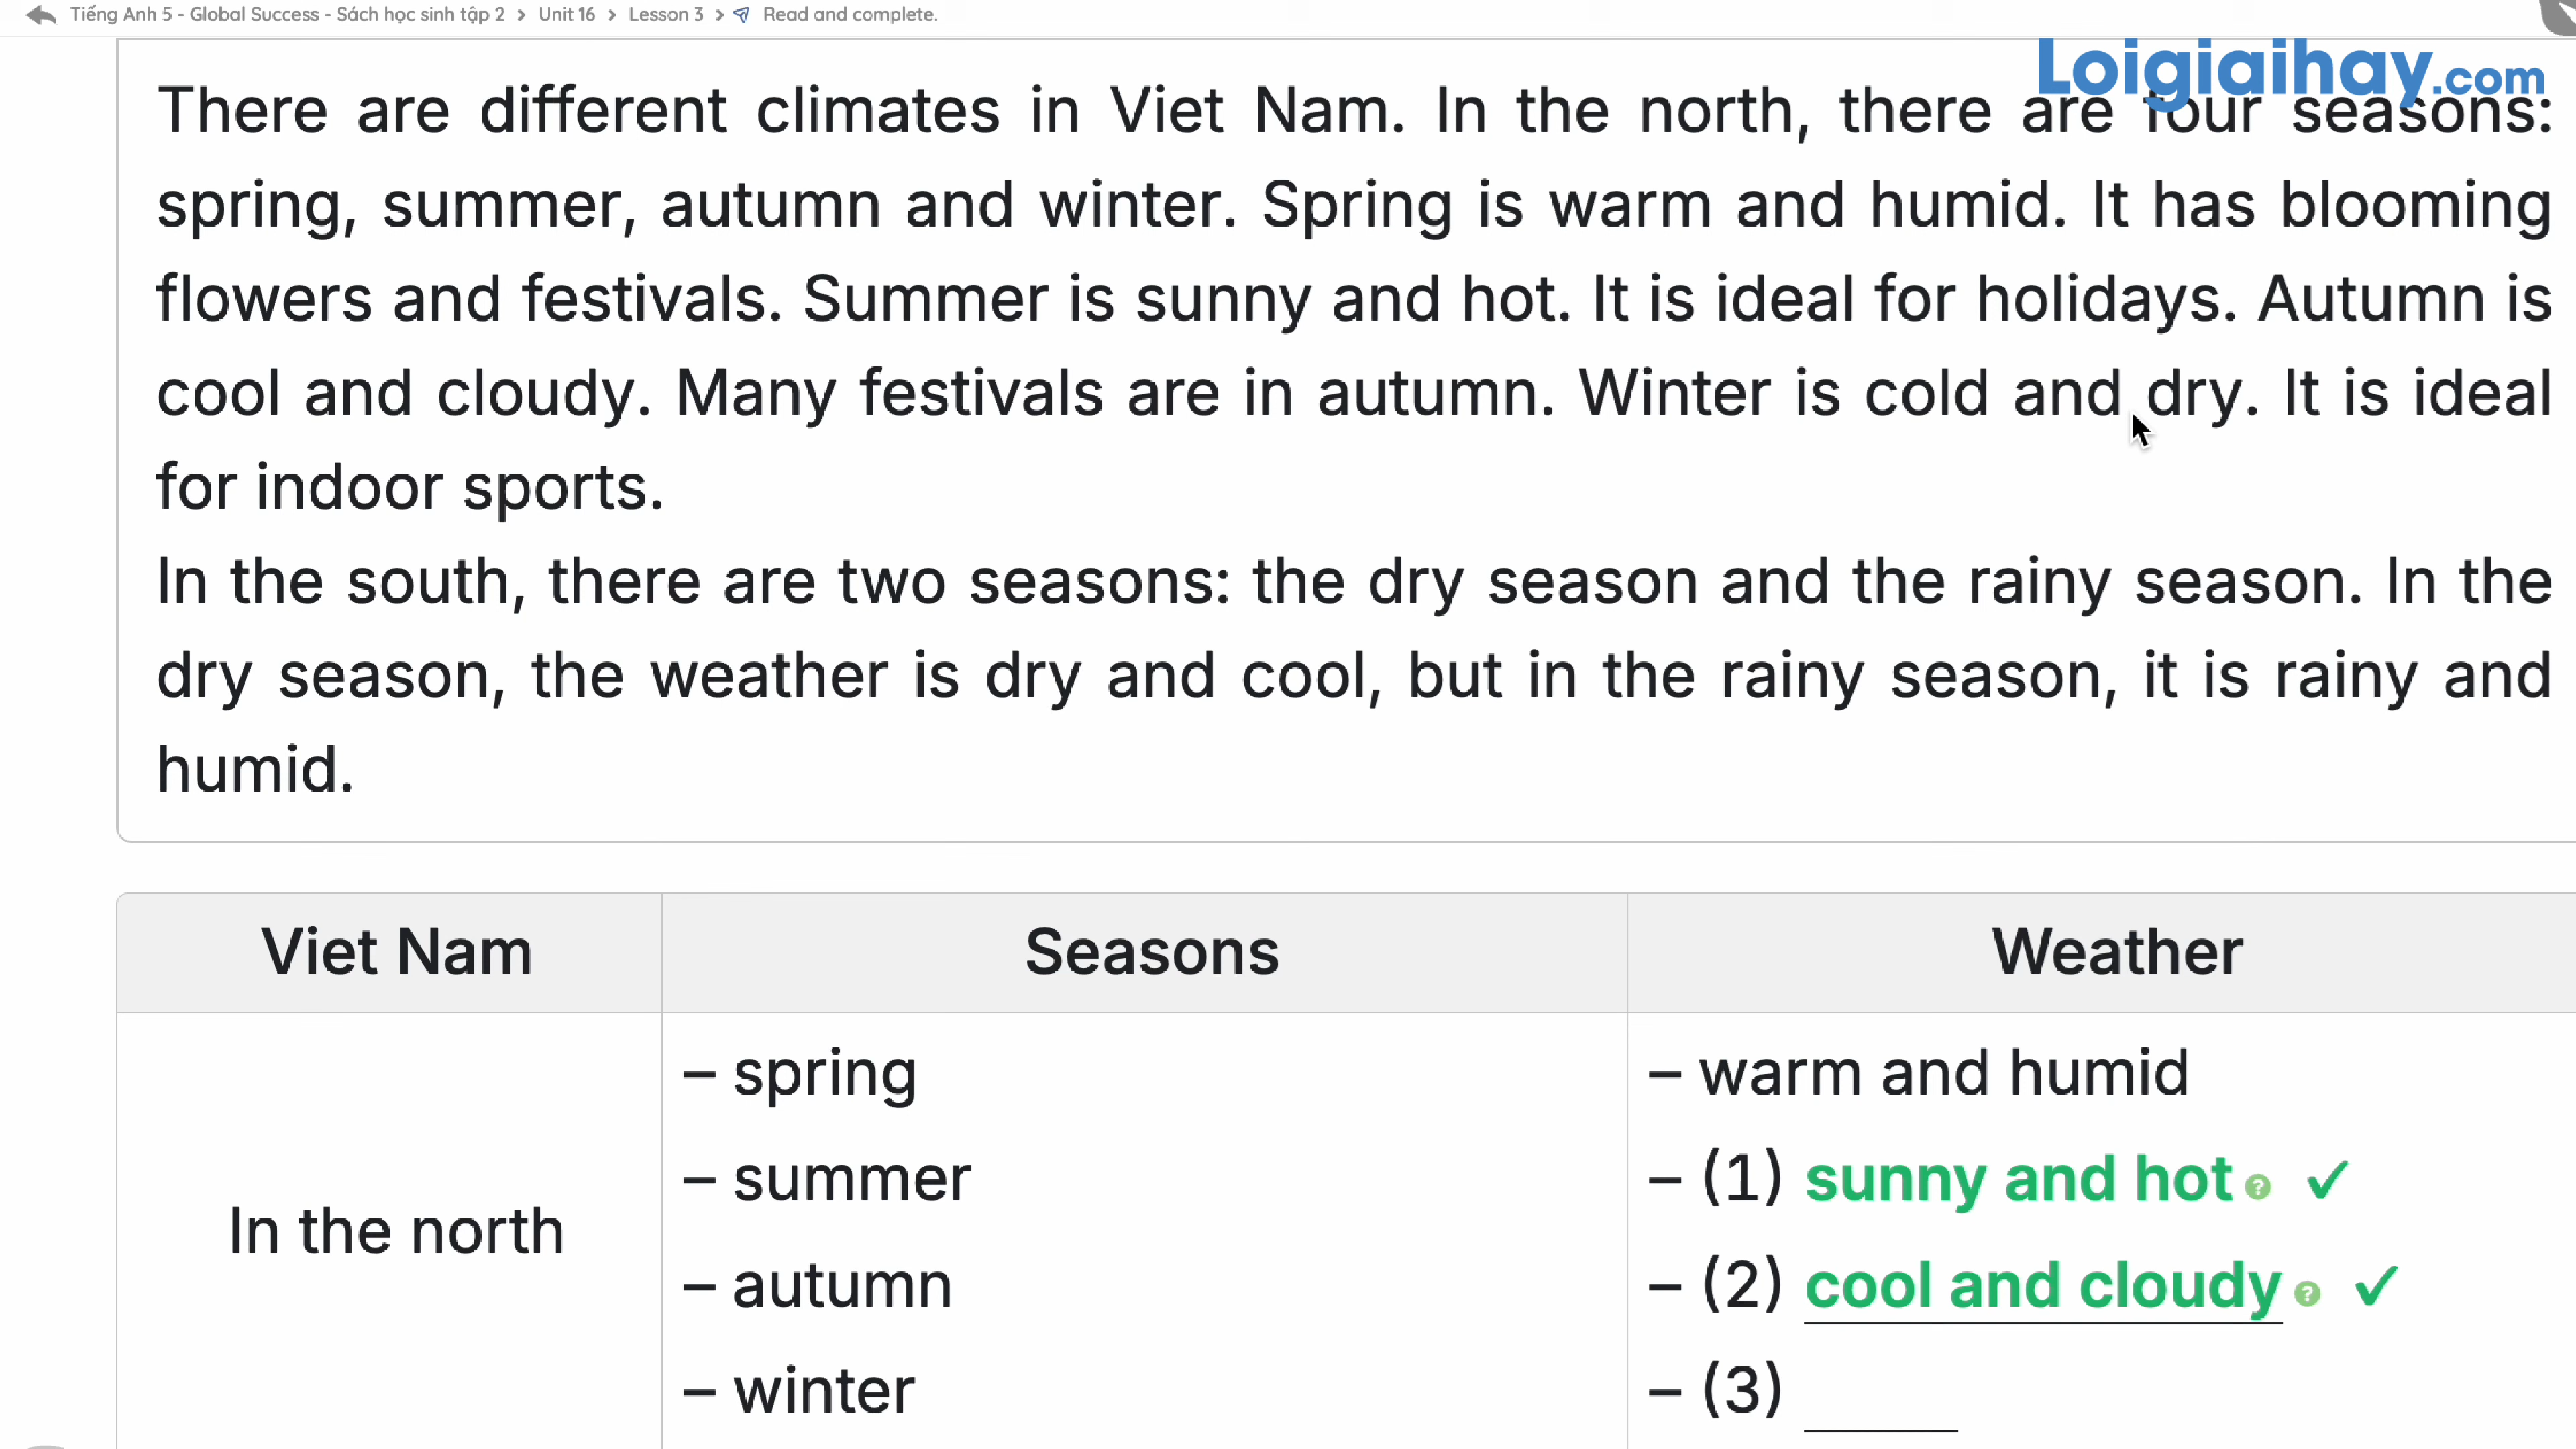 Tiếng Anh 5 - Global Success - Sách học sinh tập 2 > Unit 16 > Lesson 3 > Read and complete.
Loigiaihay.com
There are different climates in Viet Nam. In the north, there are four seasons:
spring, summer, autumn and winter. Spring is warm and humid. It has blooming
flowers and festivals. Summer is sunny and hot. It is ideal for holidays. Autumn is
cool and cloudy. Many festivals are in autumn. Winter is cold and dry. It is ideal
for indoor sports.
In the south, there are two seasons: the dry season and the rainy season. In the
dry season, the weather is dry and cool, but in the rainy season, it is rainy and
humid.
Viet Nam
Seasons
Weather
In the north
– spring
– summer
– autumn
– winter
– warm and humid
– (1) sunny and hot ? ✓
– (2) cool and cloudy ? ✓
– (3) ____